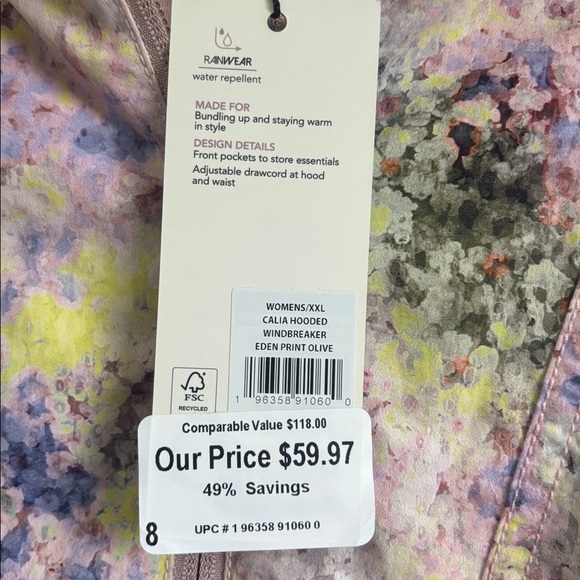 RAINWEAR
water repellent
MADE FOR
Bundling up and staying warm
in style
DESIGN DETAILS
Front pockets to store essentials
Adjustable drawcord at hood
and waist
WOMENS/XXL
CALIA HOODED
WINDBREAKER
EDEN PRINT OLIVE
1 96358 91060 0
FSC
RECYCLED
Comparable Value $118.00
Our Price $59.97
49% Savings
8
UPC # 1 96358 91060 0